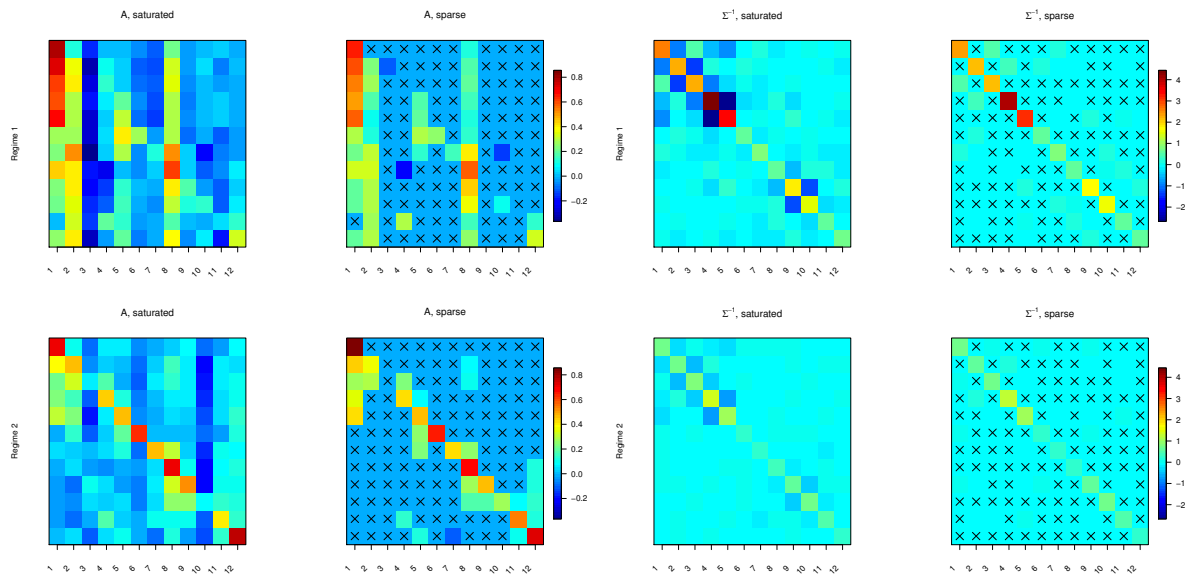 A, saturated
A, sparse
Σ⁻¹, saturated
Σ⁻¹, sparse
Regime 1
1 2 3 4 5 6 7 8 9 10 11 12
1 2 3 4 5 6 7 8 9 10 11 12
0.8
0.6
0.4
0.2
0.0
−0.2
Regime 1
1 2 3 4 5 6 7 8 9 10 11 12
1 2 3 4 5 6 7 8 9 10 11 12
4
3
2
1
0
−1
−2
A, saturated
A, sparse
Σ⁻¹, saturated
Σ⁻¹, sparse
Regime 2
1 2 3 4 5 6 7 8 9 10 11 12
1 2 3 4 5 6 7 8 9 10 11 12
0.8
0.6
0.4
0.2
0.0
−0.2
Regime 2
1 2 3 4 5 6 7 8 9 10 11 12
1 2 3 4 5 6 7 8 9 10 11 12
4
3
2
1
0
−1
−2